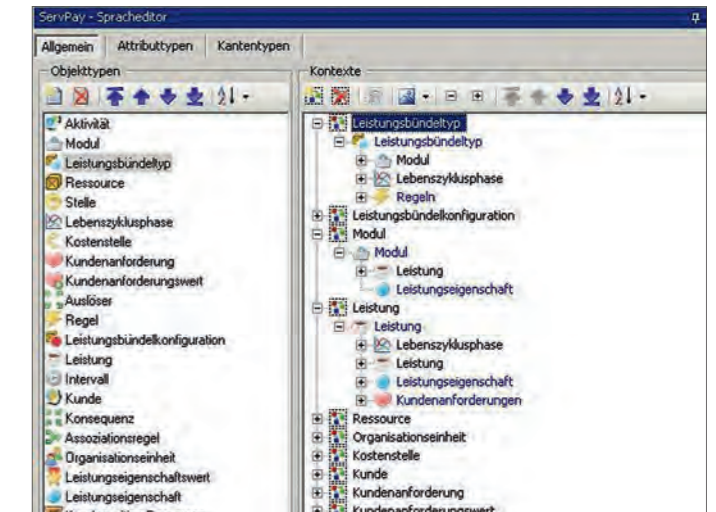 ServPay - Spracheditor
Allgemein Attributtypen Kantentypen
Objekttypen
Aktivität
Modul
Leistungsbündeltyp
Ressource
Stelle
Lebenszyklusphase
Kostenstelle
Kundenanforderung
Kundenanforderungswert
Auslöser
Regel
Leistungsbündelkonfiguration
Leistung
Intervall
Kunde
Konsequenz
Assoziationsregel
Organisationseinheit
Leistungseigenschaftswert
Leistungseigenschaft
Kontexte
Leistungsbündeltyp
Leistungsbündeltyp
Modul
Lebenszyklusphase
Regeln
Leistungsbündelkonfiguration
Modul
Modul
Leistung
Leistungseigenschaft
Leistung
Leistung
Lebenszyklusphase
Leistung
Leistungseigenschaft
Kundenanforderungen
Ressource
Organisationseinheit
Kostenstelle
Kunde
Kundenanforderung
Kundenanforderungswert